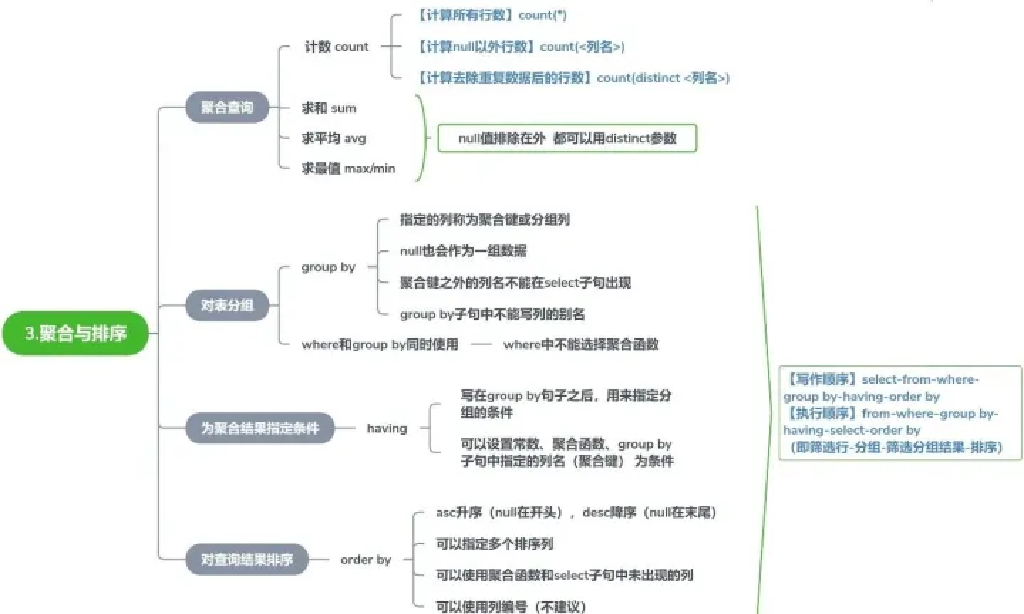 3.聚合与排序
聚合查询
计数 count
【计算所有行数】count(*)
【计算null以外行数】count(<列名>)
【计算去除重复数据后的行数】count(distinct <列名>)
求和 sum
求平均 avg
求最值 max/min
null值排除在外 都可以用distinct参数
对表分组
group by
指定的列称为聚合键或分组列
null也会作为一组数据
聚合键之外的列名不能在select子句出现
group by子句中不能写列的别名
where和group by同时使用
where中不能选择聚合函数
为聚合结果指定条件
having
写在group by句子之后，用来指定分
组的条件
可以设置常数、聚合函数、group by
子句中指定的列名（聚合键）为条件
对查询结果排序
order by
asc升序（null在开头），desc降序（null在末尾）
可以指定多个排序列
可以使用聚合函数和select子句中未出现的列
可以使用列编号（不建议）
【写作顺序】select-from-where-
group by-having-order by
【执行顺序】from-where-group by-
having-select-order by
（即筛选行-分组-筛选分组结果-排序）